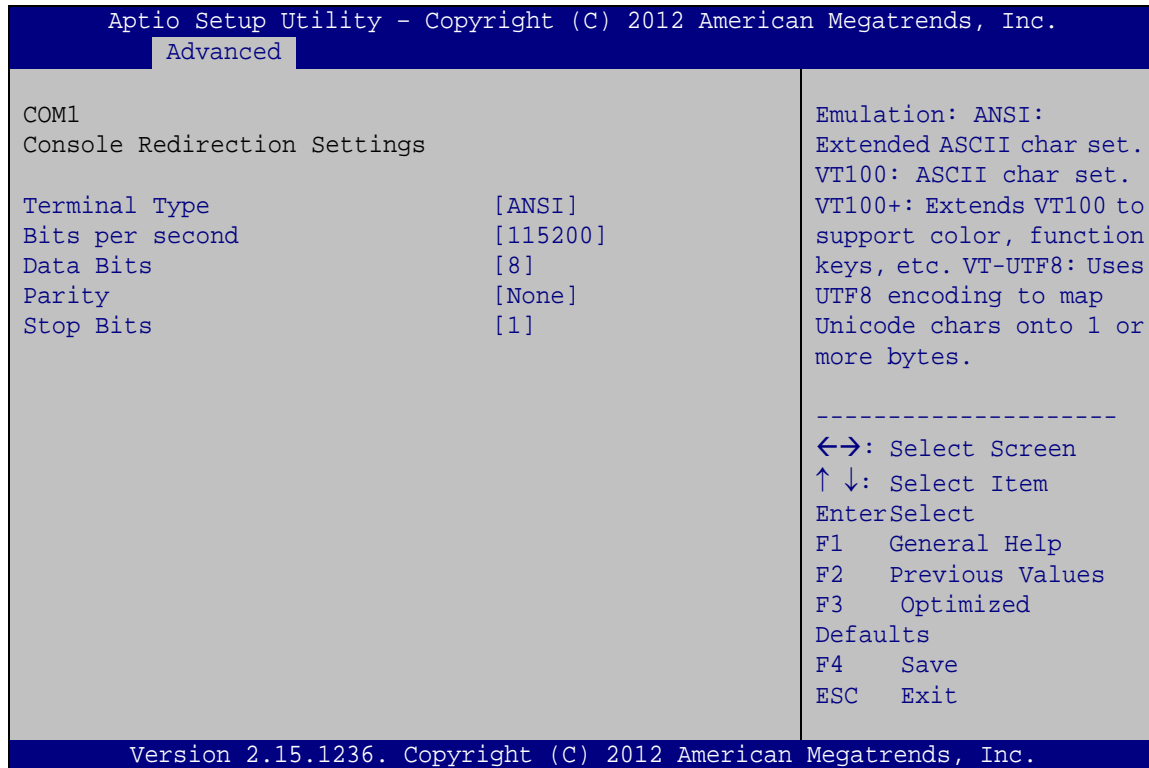 Aptio Setup Utility – Copyright (C) 2012 American Megatrends, Inc.
Advanced
COM1
Console Redirection Settings
Terminal Type [ANSI]
Bits per second [115200]
Data Bits [8]
Parity [None]
Stop Bits [1]
Emulation: ANSI:
Extended ASCII char set.
VT100: ASCII char set.
VT100+: Extends VT100 to
support color, function
keys, etc. VT-UTF8: Uses
UTF8 encoding to map
Unicode chars onto 1 or
more bytes.
---------------------
←→: Select Screen
↑ ↓: Select Item
EnterSelect
F1 General Help
F2 Previous Values
F3 Optimized
Defaults
F4 Save
ESC Exit
Version 2.15.1236. Copyright (C) 2012 American Megatrends, Inc.